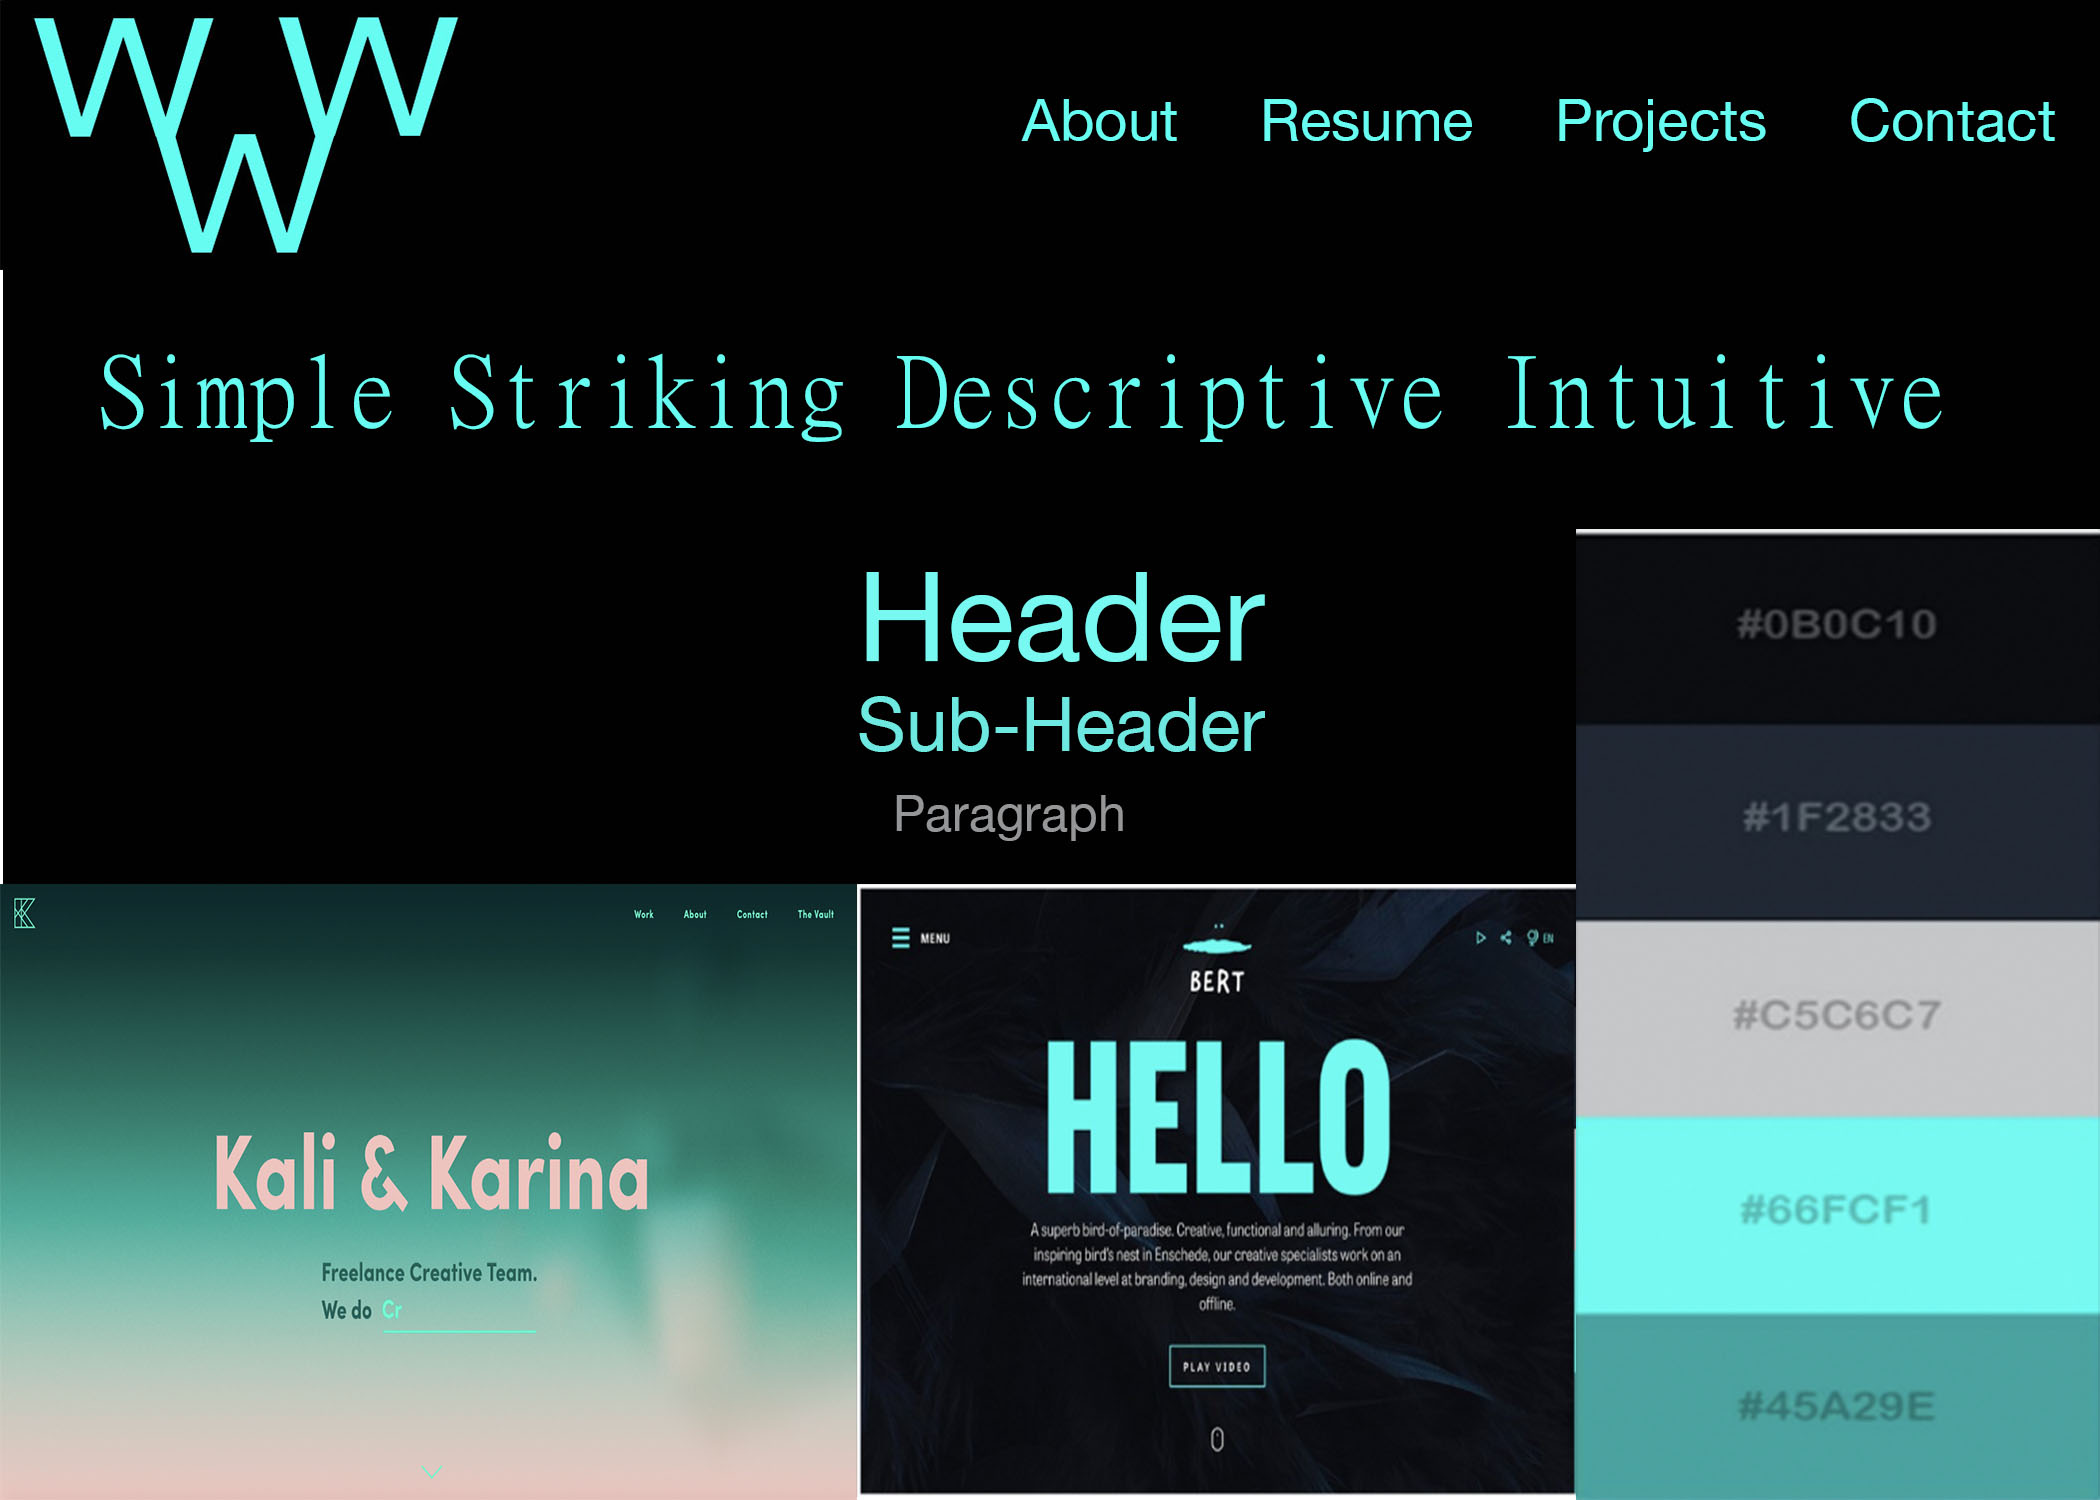 W W
W
About Resume Projects Contact
Simple Striking Descriptive Intuitive
Header
Sub-Header
Paragraph
#0B0C10
#1F2833
#C5C6C7
#66FCF1
#45A29E
K
Work About Contact The Vault
Kali & Karina
Freelance Creative Team.
We do Cr
MENU
BERT
EN
HELLO
A superb bird-of-paradise. Creative, functional and alluring. From our
inspiring bird's nest in Enschede, our creative specialists work on an
international level at branding, design and development. Both online and
offline.
PLAY VIDEO